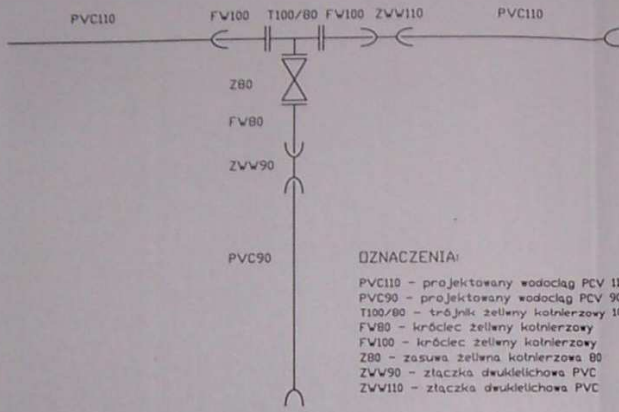 PVC110 FW100 T100/80 FW100 ZWW110 PVC110
Z80
FW80
ZWW90
PVC90
OZNACZENIA:
PVC110 - projektowany wodociąg PCV
PVC90 - projektowany wodociąg PCV 90
T100/80 - trójnik żeliwny kołnierzowy
FW80 - króciec żeliwny kołnierzowy
FW100 - króciec żeliwny kołnierzowy
Z80 - zasuwa żeliwna kołnierzowa 80
ZWW90 - złączka dwukielichowa PVC
ZWW110 - złączka dwukielichowa PVC